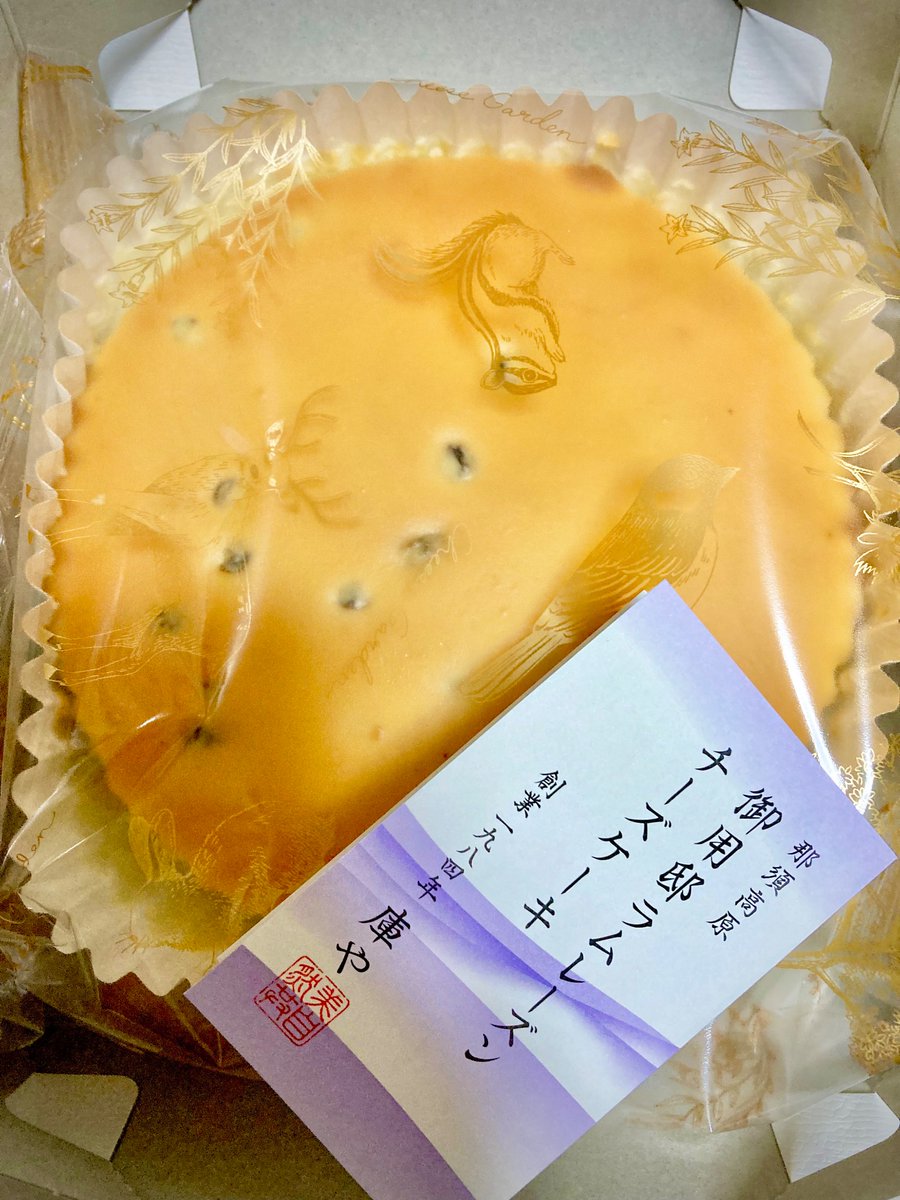 Garden
那須高原
御用邸ラムレーズン
チーズケーキ
創業一九八四年 庫や